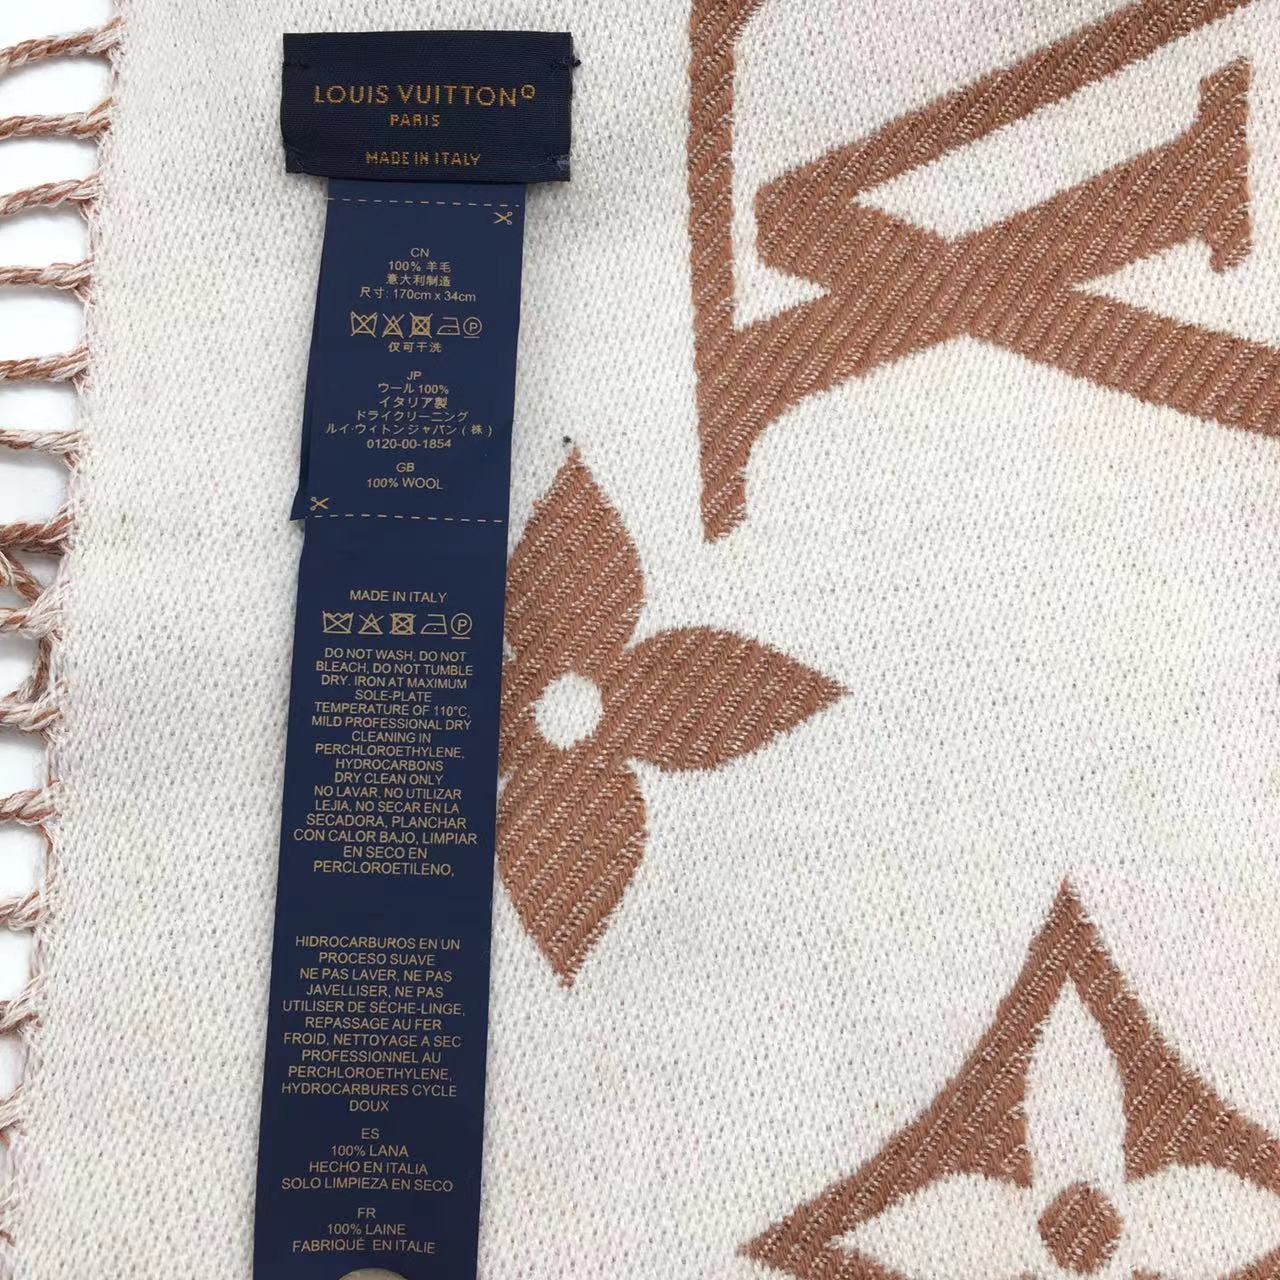 LOUIS VUITTON®
PARIS
MADE IN ITALY
CN
100% 羊毛
意大利制造
尺寸: 170cm x 34cm
P
仅可干洗
JP
ウール 100%
イタリア製
ドライクリーニング
ルイ·ウィトンジャパン ( 株 )
0120-00-1854
GB
100% WOOL
MADE IN ITALY
P
DO NOT WASH, DO NOT
BLEACH, DO NOT TUMBLE
DRY. IRON AT MAXIMUM
SOLE-PLATE
TEMPERATURE OF 110°C,
MILD PROFESSIONAL DRY
CLEANING IN
PERCHLOROETHYLENE,
HYDROCARBONS
DRY CLEAN ONLY
NO LAVAR, NO UTILIZAR
LEJIA, NO SECAR EN LA
SECADORA, PLANCHAR
CON CALOR BAJO, LIMPIAR
EN SECO EN
PERCLOROETILENO,
HIDROCARBUROS EN UN
PROCESO SUAVE
NE PAS LAVER, NE PAS
JAVELLISER, NE PAS
UTILISER DE SÈCHE-LINGE,
REPASSAGE AU FER
FROID, NETTOYAGE A SEC
PROFESSIONNEL AU
PERCHLOROETHYLENE,
HYDROCARBURES CYCLE
DOUX
ES
100% LANA
HECHO EN ITALIA
SOLO LIMPIEZA EN SECO
FR
100% LAINE
FABRIQUÉ EN ITALIE